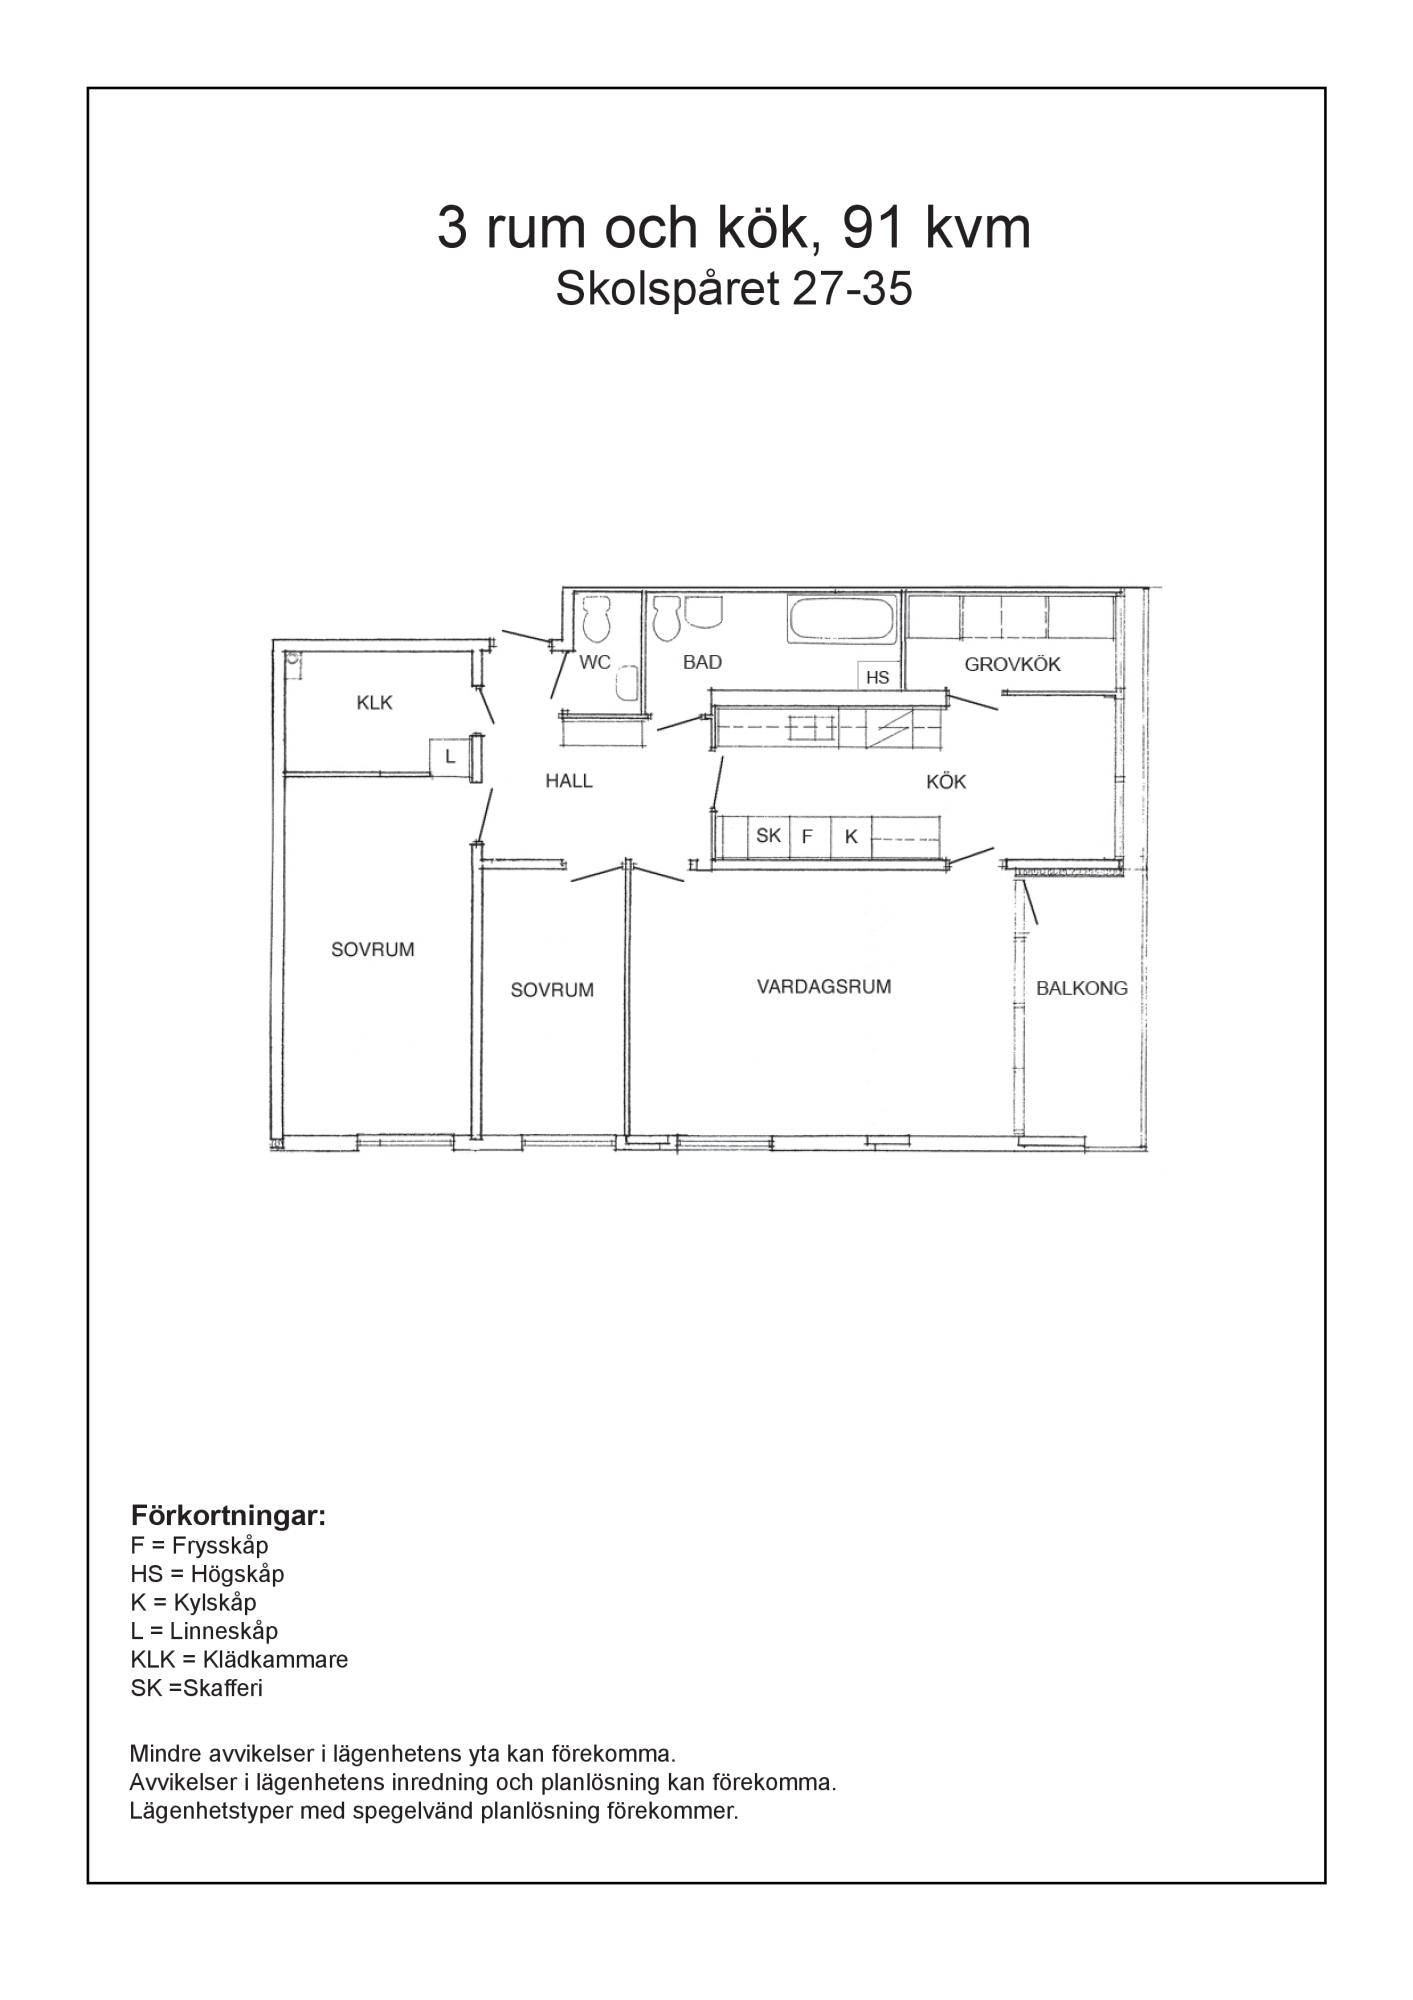 3 rum och kök, 91 kvm
Skolspåret 27-35
WC
BAD
HS
GROVKÖK
KLK
L
HALL
KÖK
SK
F
K
SOVRUM
SOVRUM
VARDAGSRUM
BALKONG
Förkortningar:
F = Frysskåp
HS = Högskåp
K = Kylskåp
L = Linneskåp
KLK = Klädkammare
SK =Skafferi
Mindre avvikelser i lägenhetens yta kan förekomma.
Avvikelser i lägenhetens inredning och planlösning kan förekomma.
Lägenhetstyper med spegelvänd planlösning förekommer.